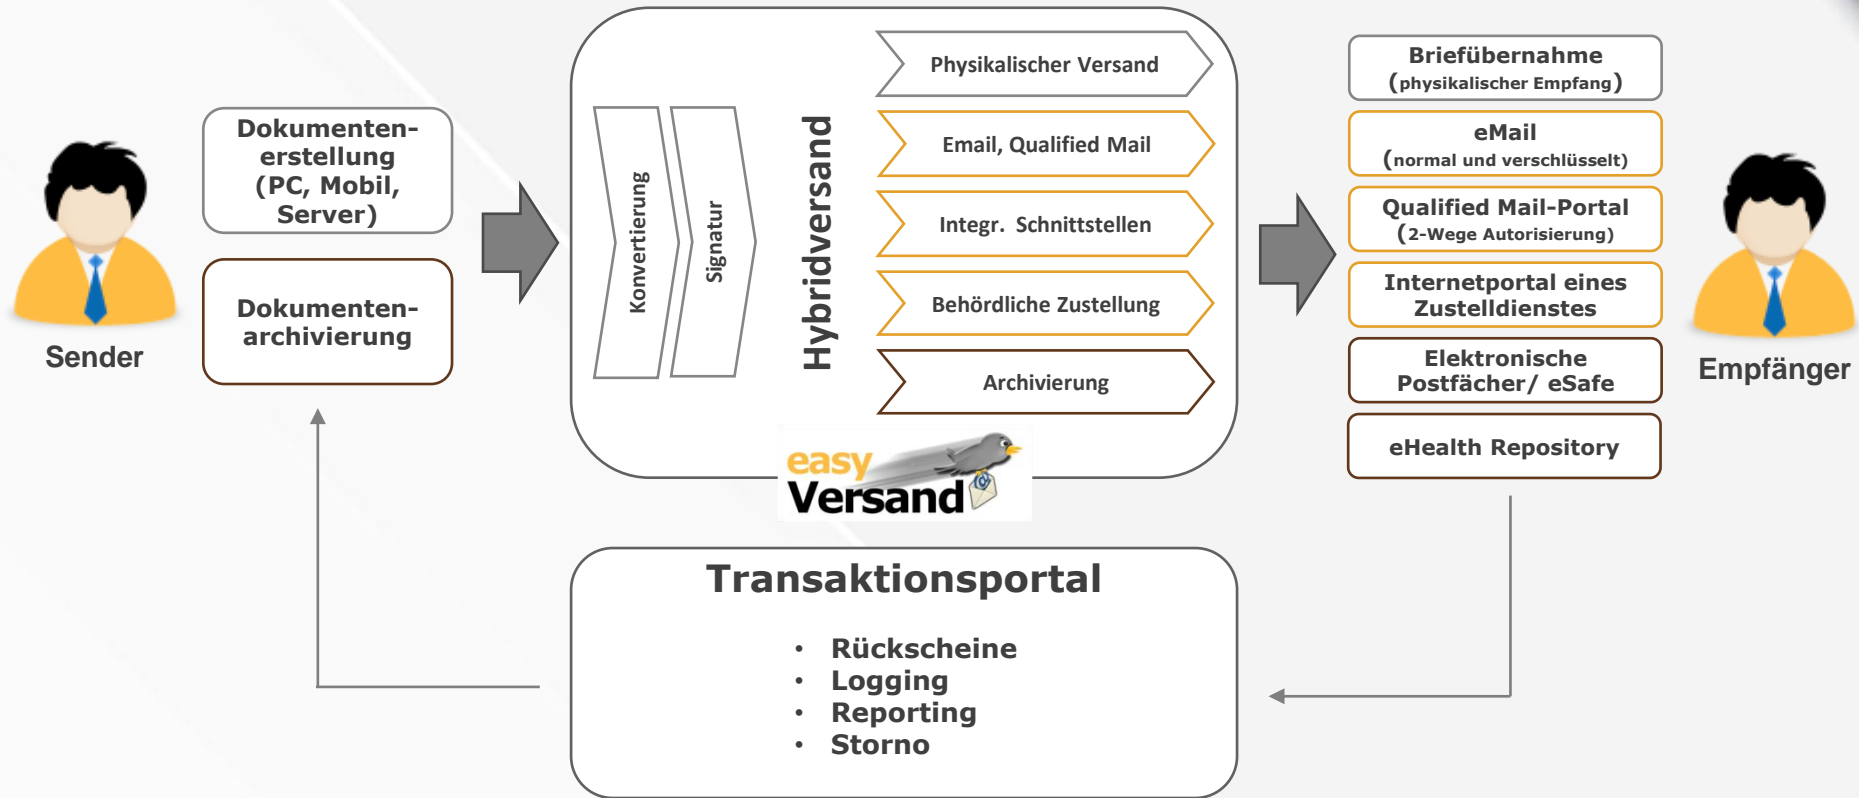 Sender
Dokumenten-
erstellung
(PC, Mobil,
Server)
Dokumenten-
archivierung
Konvertierung
Signatur
Hybridversand
Physikalischer Versand
Email, Qualified Mail
Integr. Schnittstellen
Behördliche Zustellung
Archivierung
easy
Versand
Briefübernahme
(physikalischer Empfang)
eMail
(normal und verschlüsselt)
Qualified Mail-Portal
(2-Wege Autorisierung)
Internetportal eines
Zustelldienstes
Elektronische
Postfächer/ eSafe
eHealth Repository
Empfänger
Transaktionsportal
• Rückscheine
• Logging
• Reporting
• Storno